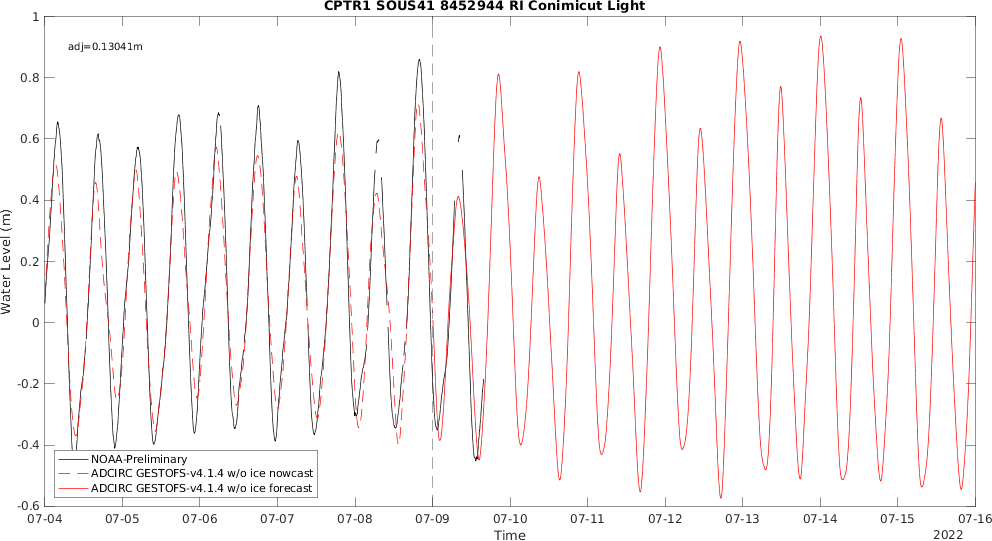 CPTR1 SOUS41 8452944 RI Conimicut Light
adj=0.13041m
Water Level (m)
1
0.8
0.6
0.4
0.2
0
-0.2
-0.4
-0.6
NOAA-Preliminary
ADCIRC GESTOFS-v4.1.4 w/o ice nowcast
ADCIRC GESTOFS-v4.1.4 w/o ice forecast
07-04 07-05 07-06 07-07 07-08 07-09 07-10 07-11 07-12 07-13 07-14 07-15 07-16
Time
2022